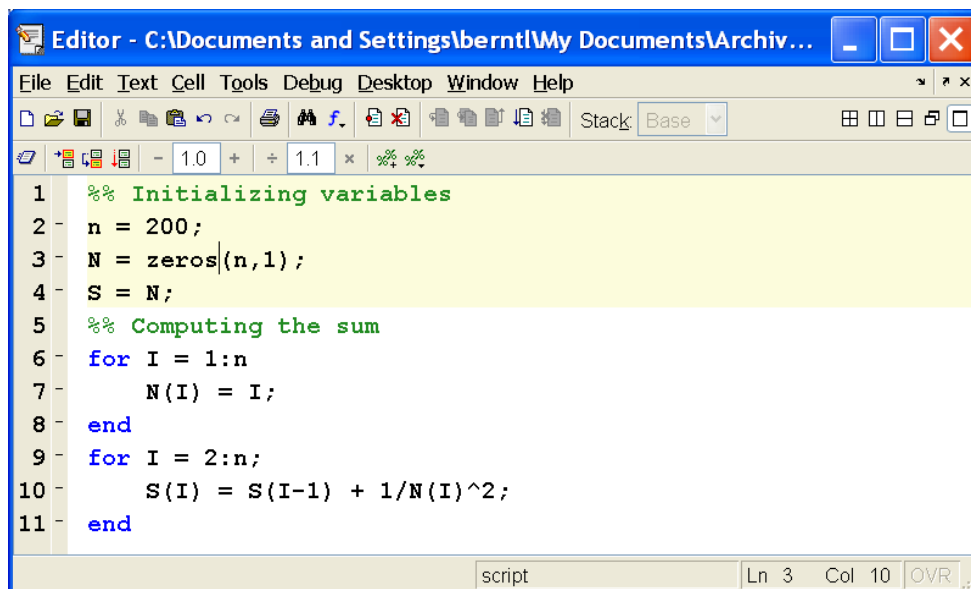 Editor - C:\Documents and Settings\berntl\My Documents\Archiv...
File Edit Text Cell Tools Debug Desktop Window Help
Stack: Base
- 1.0 + ÷ 1.1 ×
1 %% Initializing variables
2 - n = 200;
3 - N = zeros(n,1);
4 - S = N;
5 %% Computing the sum
6 - for I = 1:n
7 - N(I) = I;
8 - end
9 - for I = 2:n;
10 - S(I) = S(I-1) + 1/N(I)^2;
11 - end
script Ln 3 Col 10 OVR